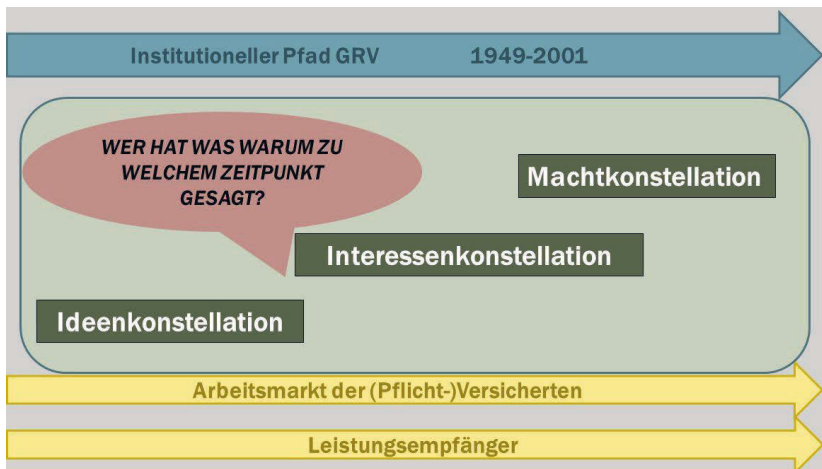 Institutioneller Pfad GRV 1949-2001
WER HAT WAS WARUM ZU
WELCHEM ZEITPUNKT
GESAGT?
Machtkonstellation
Interessenkonstellation
Ideenkonstellation
Arbeitsmarkt der (Pflicht-)Versicherten
Leistungsempfänger